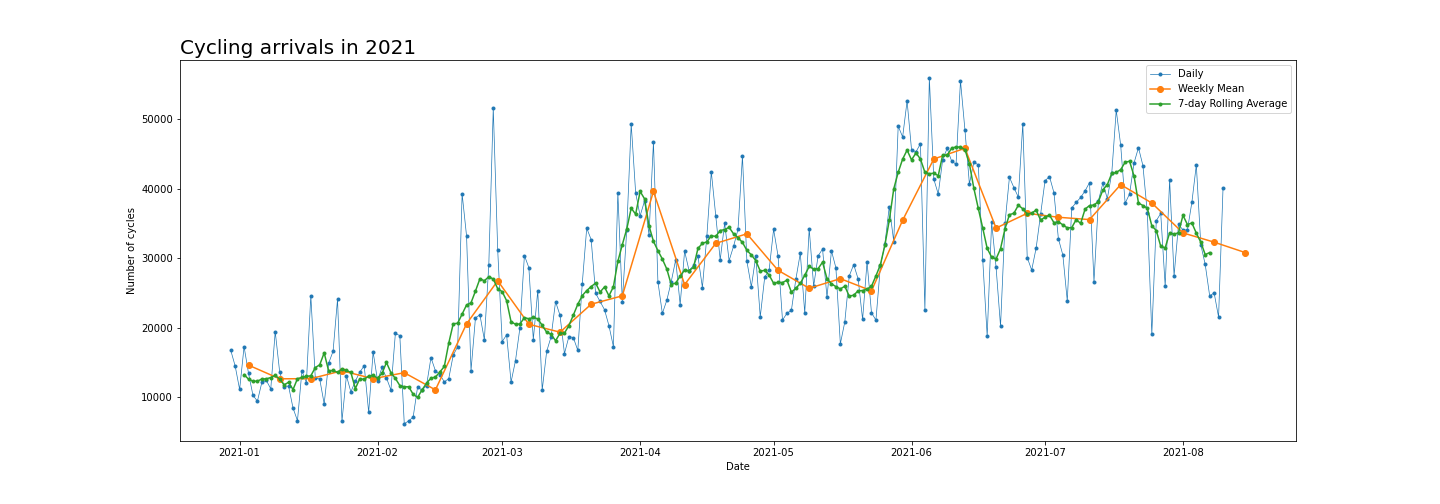 Cycling arrivals in 2021
Daily
Weekly Mean
7-day Rolling Average
Number of cycles
50000
40000
30000
20000
10000
2021-01 2021-02 2021-03 2021-04 2021-05 2021-06 2021-07 2021-08
Date